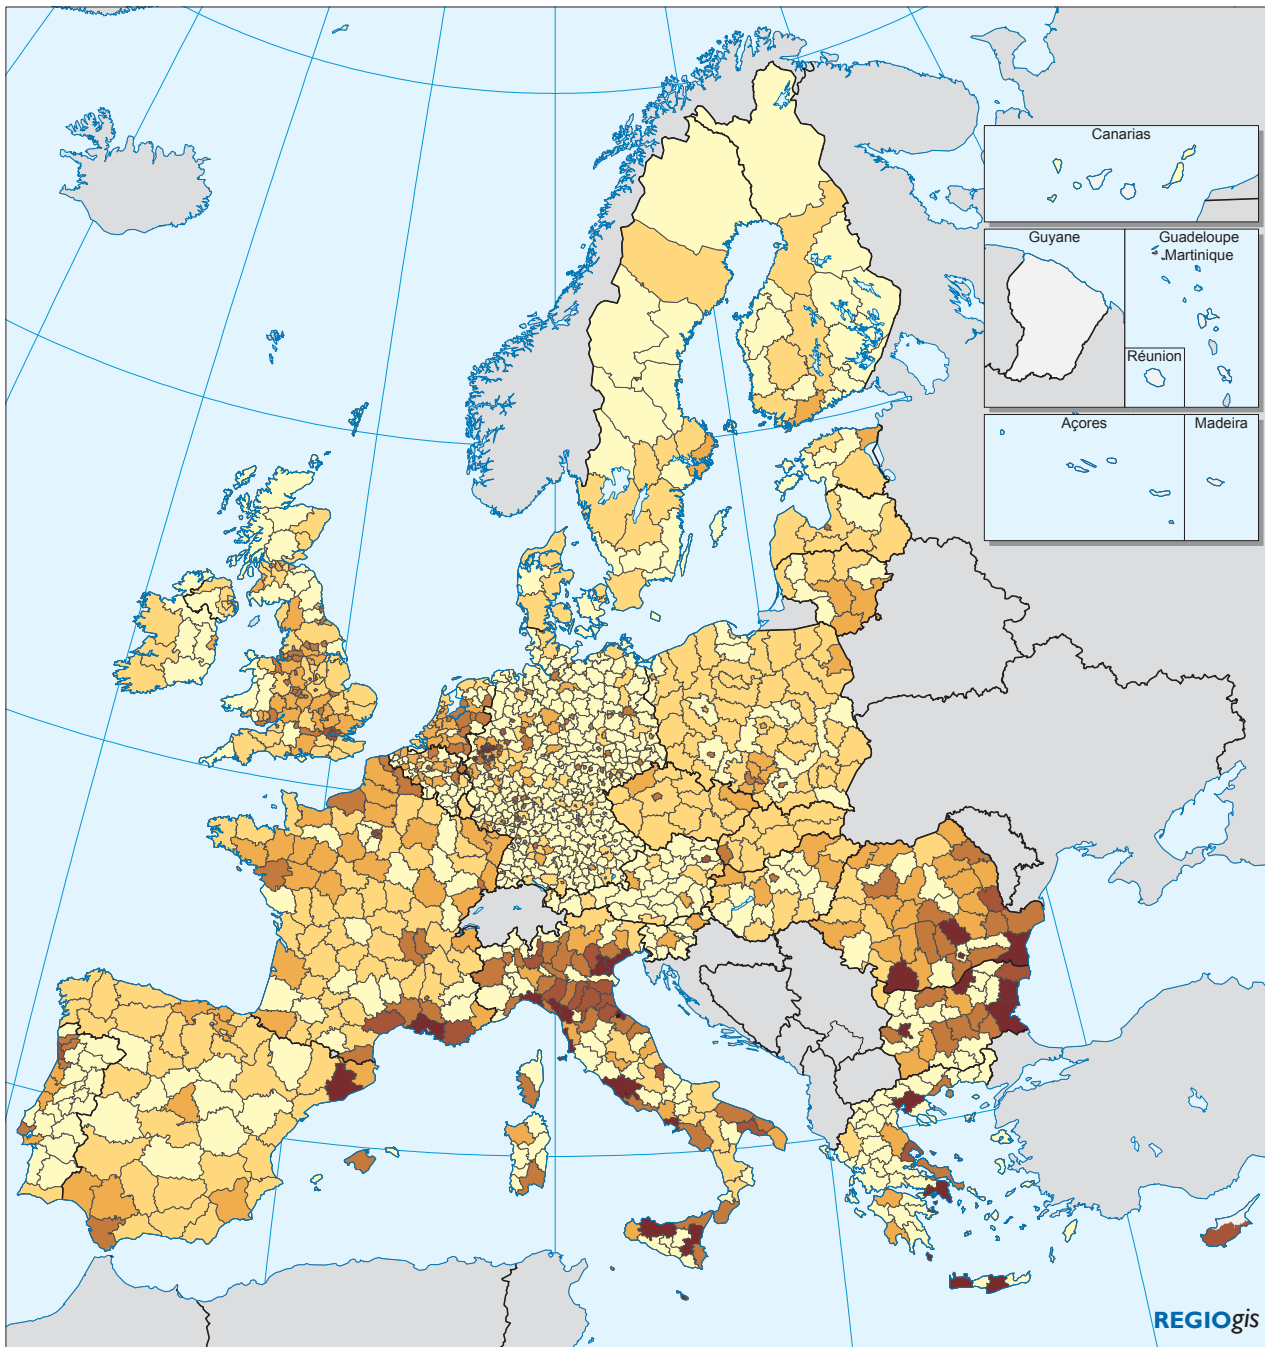 Canarias
Guyane
Guadeloupe
Martinique
Réunion
Açores
Madeira
REGIOgis